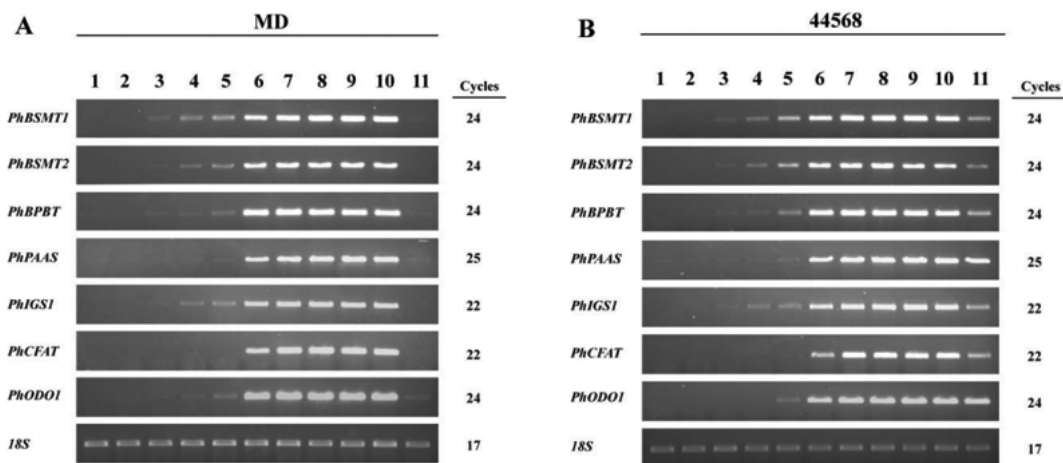 A
MD
1 2 3 4 5 6 7 8 9 10 11 Cycles
PhBSMT1 24
PhBSMT2 24
PhBPBT 24
PhPAAS 25
PhIGS1 22
PhCFAT 22
PhODO1 24
18S 17
B
44568
1 2 3 4 5 6 7 8 9 10 11 Cycles
PhBSMT1 24
PhBSMT2 24
PhBPBT 24
PhPAAS 25
PhIGS1 22
PhCFAT 22
PhODO1 24
18S 17